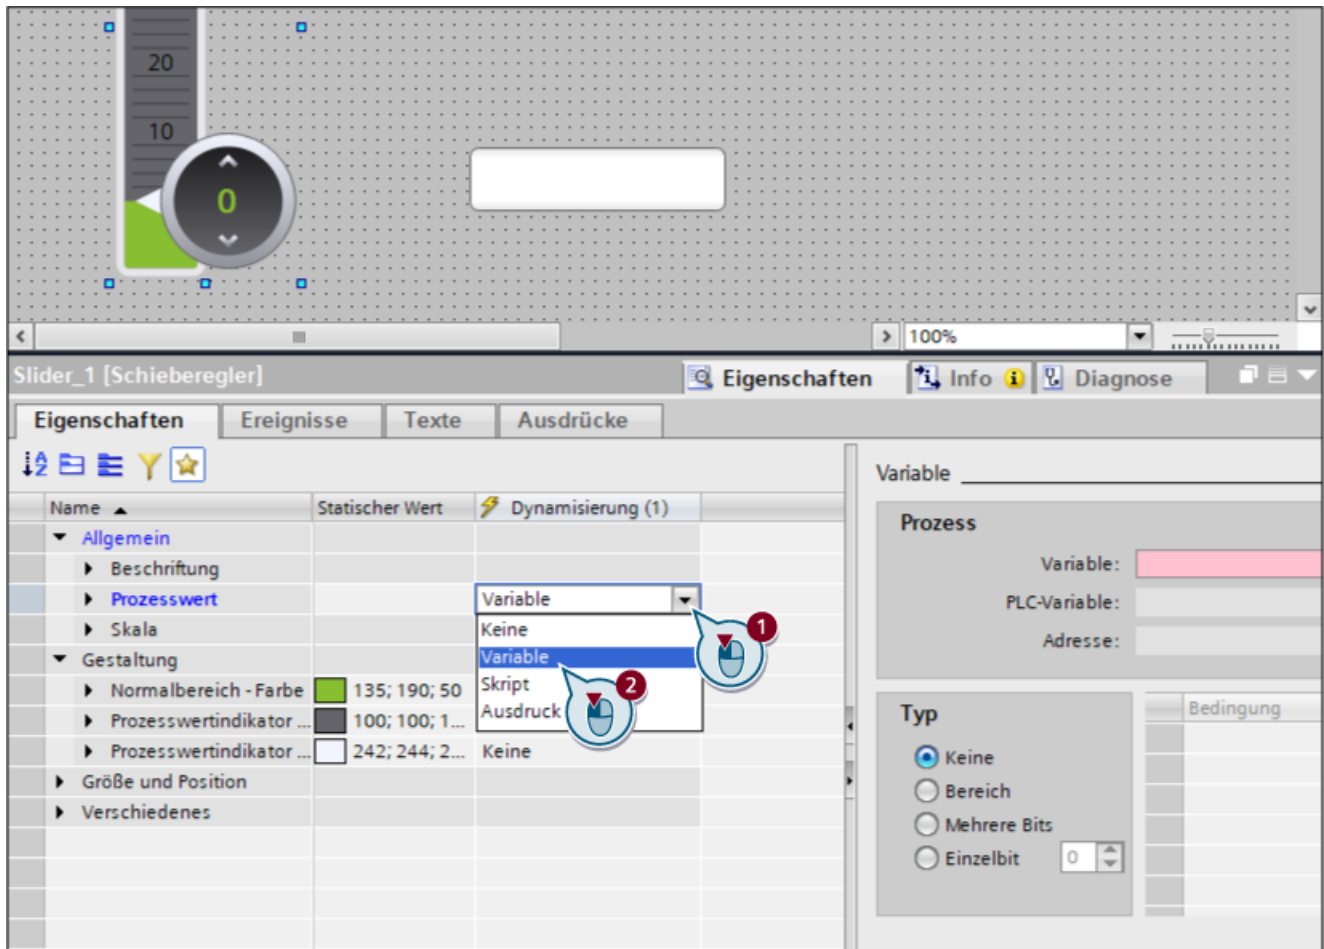 20
10
0
100%
Slider_1 [Schieberegler]
Eigenschaften
Info
Diagnose
Eigenschaften
Ereignisse
Texte
Ausdrücke
Name
Statischer Wert
Dynamisierung (1)
Allgemein
Beschriftung
Prozesswert
Variable
1
Skala
Keine
Gestaltung
Variable
Normalbereich - Farbe
135; 190; 50
Skript
2
Prozesswertindikator ...
100; 100; 1...
Ausdruck
Prozesswertindikator ...
242; 244; 2...
Keine
Größe und Position
Verschiedenes
Variable
Prozess
Variable:
PLC-Variable:
Adresse:
Typ
Keine
Bereich
Mehrere Bits
Einzelbit
0
Bedingung